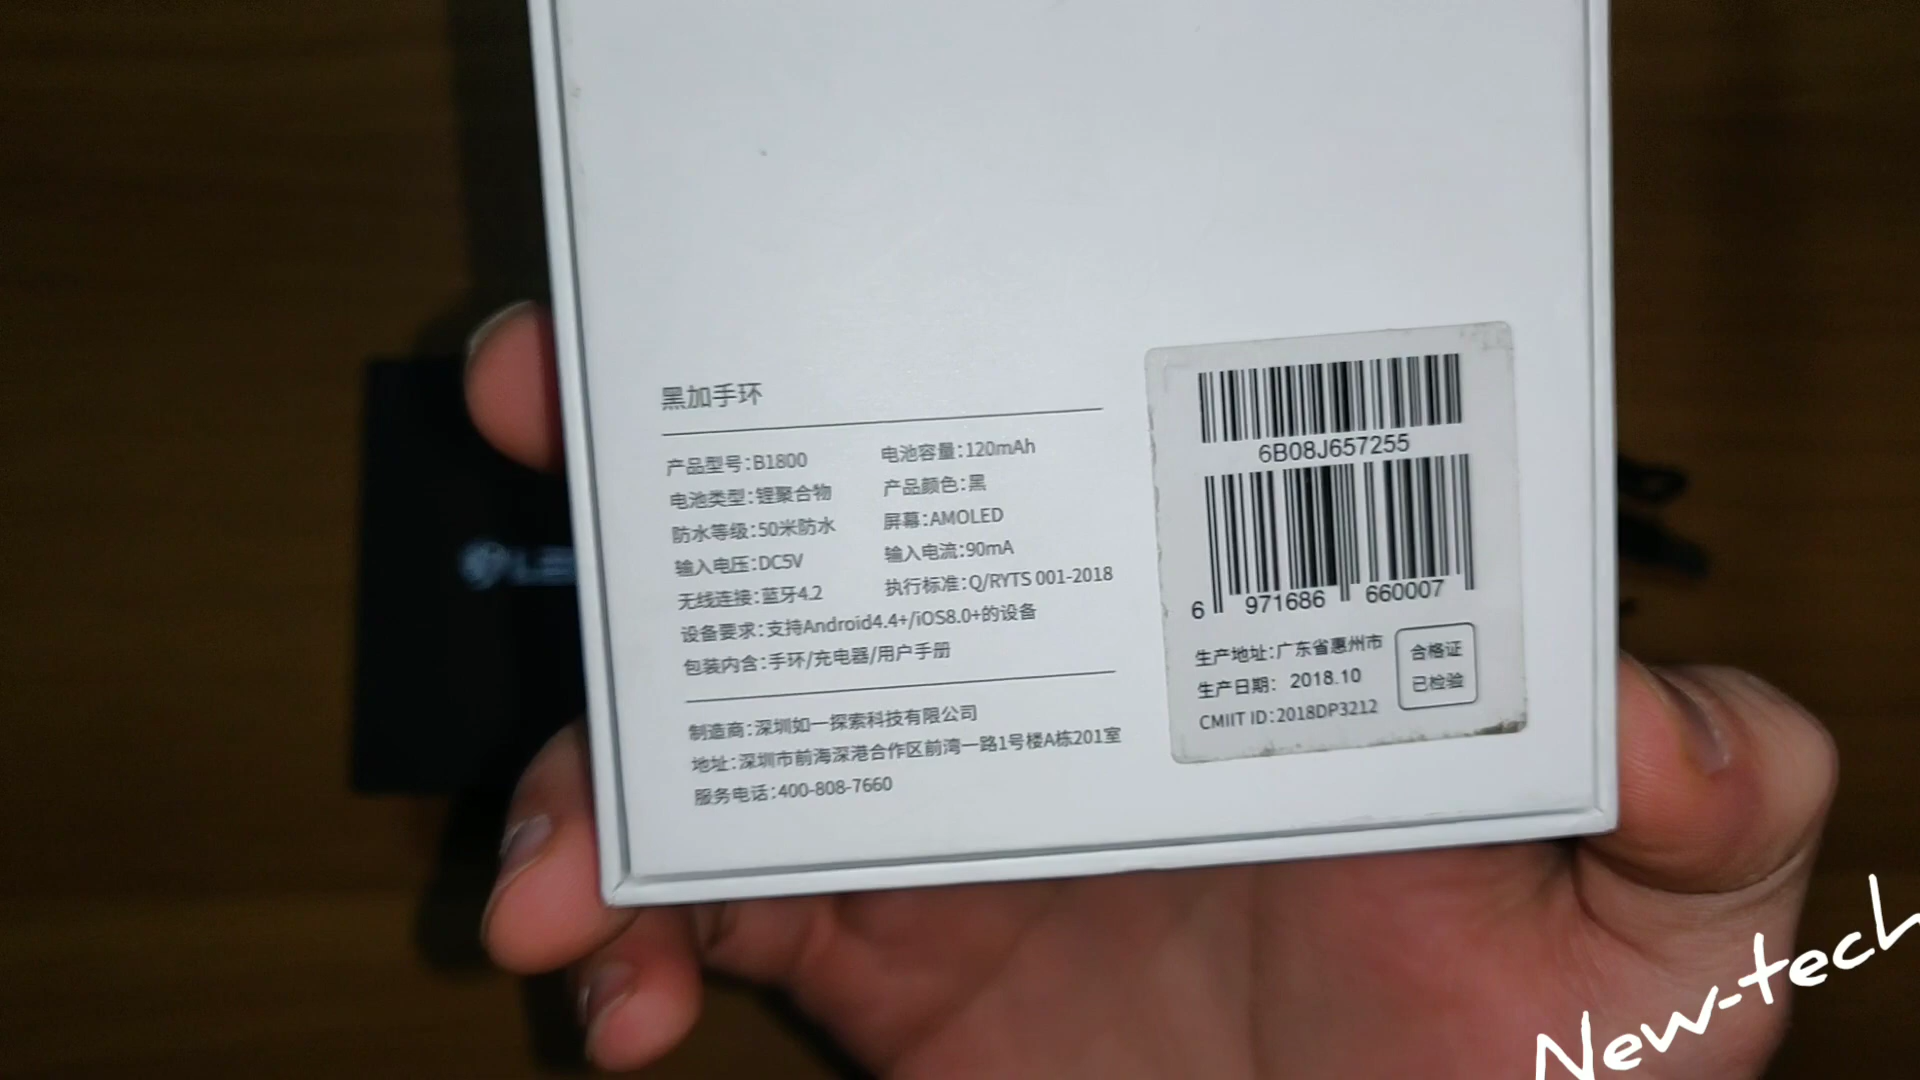 黑加手环
产品型号:B1800 电池容量:120mAh
电池类型:锂聚合物 产品颜色:黑
防水等级:50米防水 屏幕:AMOLED
输入电压:DC5V 输入电流:90mA
无线连接:蓝牙4.2 执行标准:Q/RYTS 001-2018
设备要求:支持Android4.4+/iOS8.0+的设备
包装内含:手环/充电器/用户手册
制造商:深圳如一探索科技有限公司
地址:深圳市前海深港合作区前湾一路1号楼A栋201室
服务电话:400-808-7660
6B08J657255
6 971686 660007
生产地址:广东省惠州市
生产日期: 2018.10
CMIIT ID:2018DP3212
合格证
已检验
New-tech